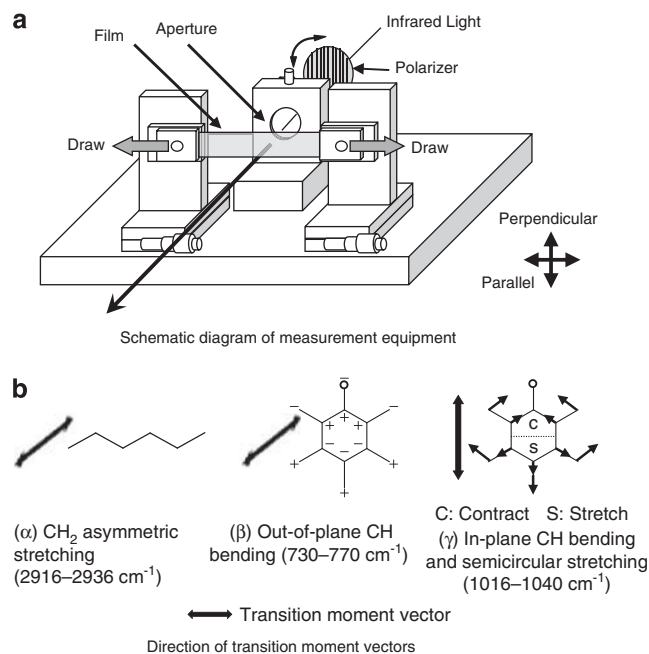 a
Infrared Light
Film
Aperture
Polarizer
Draw
Draw
Perpendicular
Parallel
Schematic diagram of measurement equipment
b
− − + + + + − − − + + +
C
S
C: Contract S: Stretch
(α) CH₂ asymmetric
stretching
(2916–2936 cm⁻¹)
(β) Out-of-plane CH
bending (730–770 cm⁻¹)
(γ) In-plane CH bending
and semicircular stretching
(1016–1040 cm⁻¹)
Transition moment vector
Direction of transition moment vectors